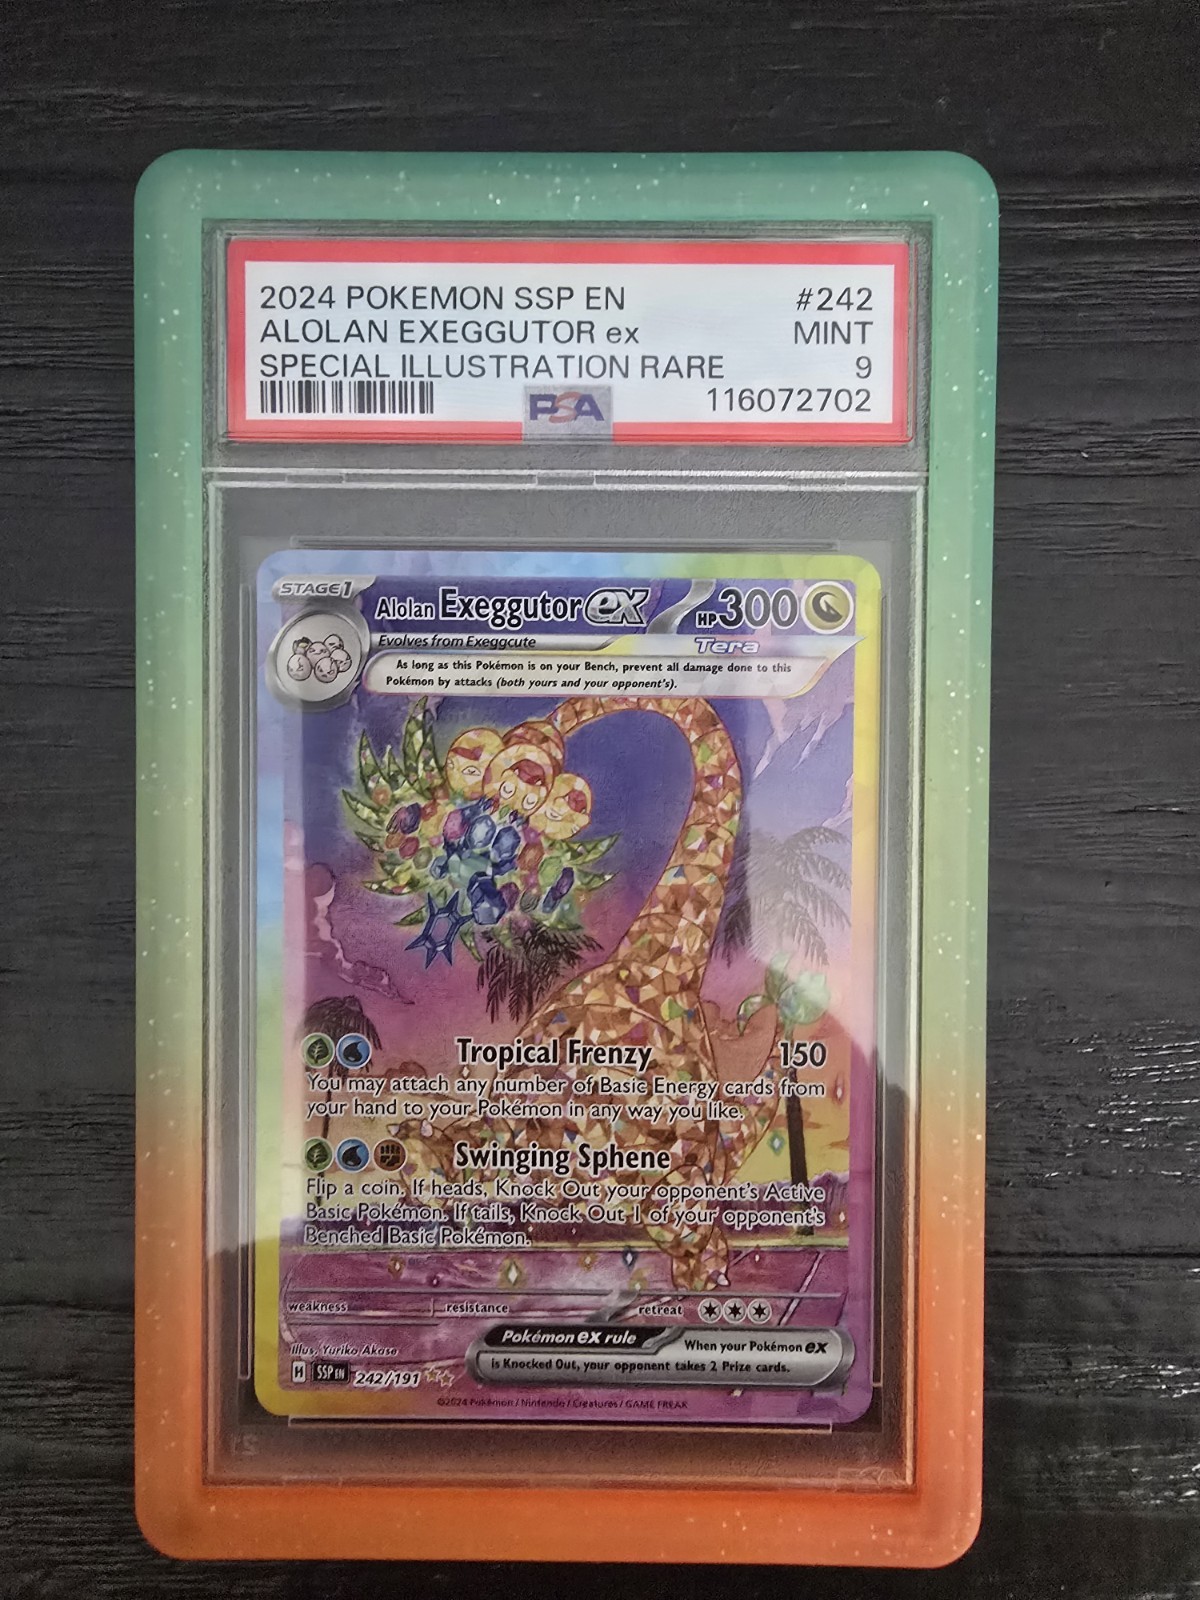 2024 POKEMON SSP EN #242
ALOLAN EXEGGUTOR ex MINT
SPECIAL ILLUSTRATION RARE 9
PSA 116072702
STAGE1 Alolan Exeggutor ex HP300
Evolves from Exeggcute Tera
As long as this Pokémon is on your Bench, prevent all damage done to this
Pokémon by attacks (both yours and your opponent's).
Tropical Frenzy 150
You may attach any number of Basic Energy cards from
your hand to your Pokémon in any way you like.
Swinging Sphene
Flip a coin. If heads, Knock Out your opponent's Active
Basic Pokémon. If tails, Knock Out 1 of your opponent's
Benched Basic Pokémon.
weakness resistance retreat
Pokémon ex rule When your Pokémon ex
is Knocked Out, your opponent takes 2 Prize cards.
Illus. Yuriko Akase
H SSP EN 242/191
©2024 Pokémon / Nintendo / Creatures / GAME FREAK